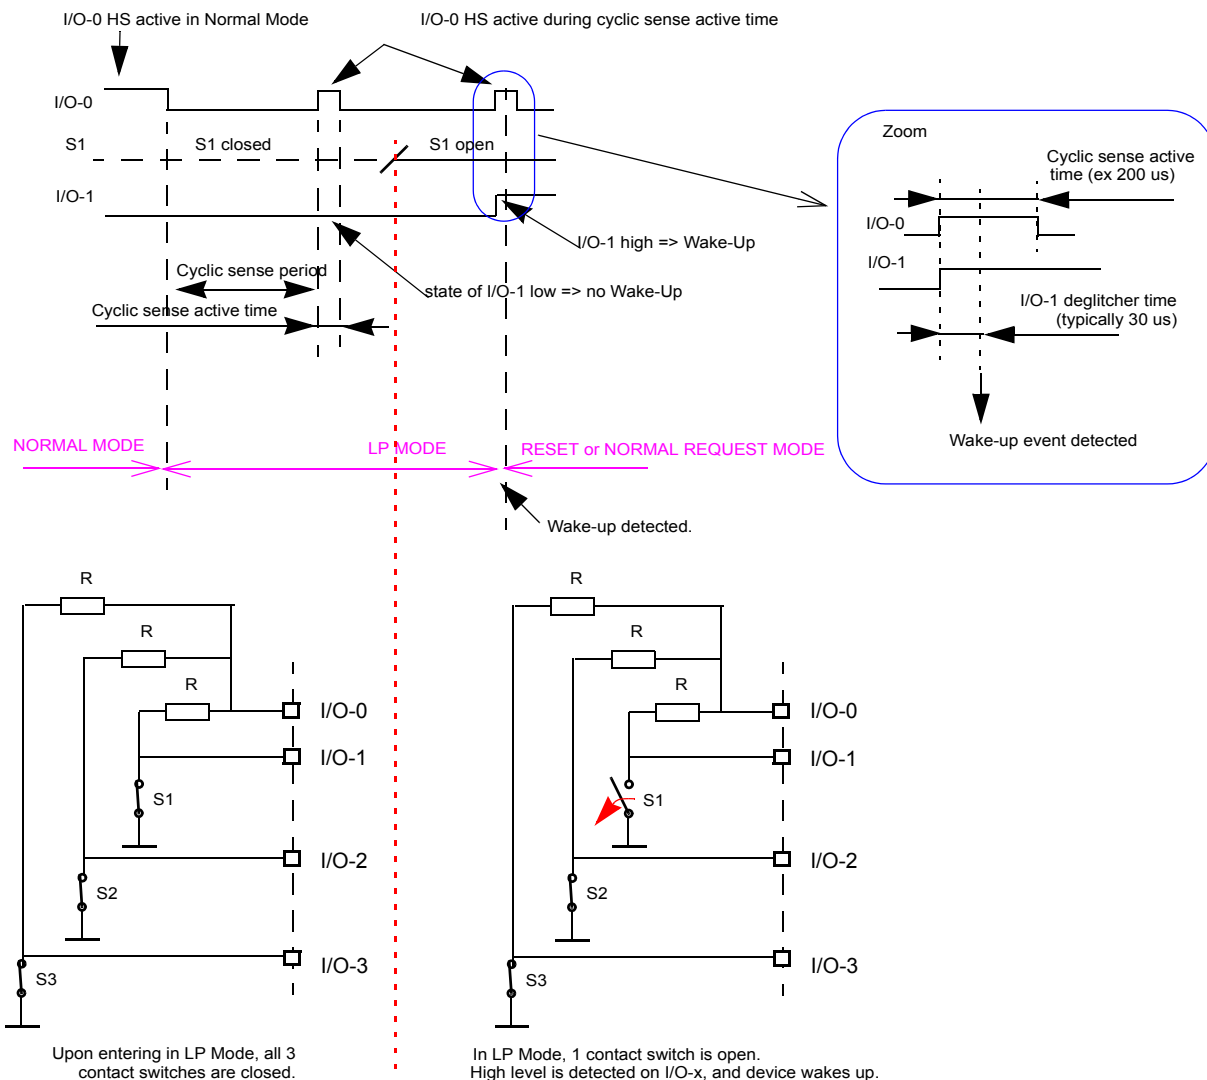 I/O-0 HS active in Normal Mode
I/O-0 HS active during cyclic sense active time
I/O-0
S1
S1 closed
S1 open
I/O-1
I/O-1 high => Wake-Up
Cyclic sense period
state of I/O-1 low => no Wake-Up
Cyclic sense active time
Zoom
Cyclic sense active
time (ex 200 us)
I/O-0
I/O-1
I/O-1 deglitcher time
(typically 30 us)
Wake-up event detected
NORMAL MODE
LP MODE
RESET or NORMAL REQUEST MODE
Wake-up detected.
R
R
R
I/O-0
I/O-1
S1
I/O-2
S2
I/O-3
S3
Upon entering in LP Mode, all 3
contact switches are closed.
R
R
R
I/O-0
I/O-1
S1
I/O-2
S2
I/O-3
S3
In LP Mode, 1 contact switch is open.
High level is detected on I/O-x, and device wakes up.